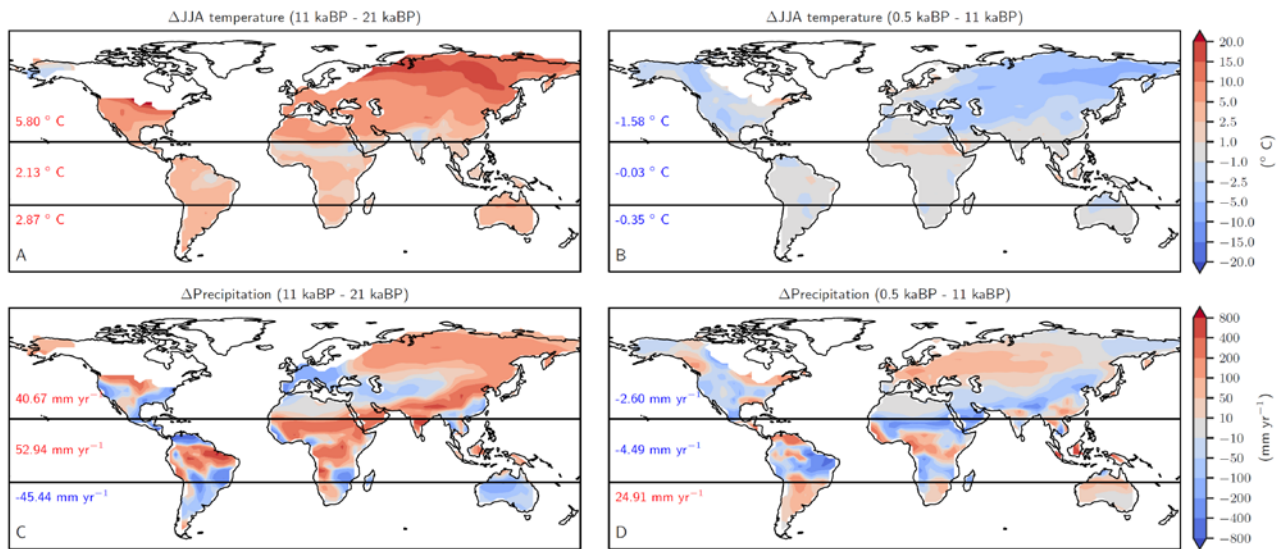 ΔJJA temperature (11 kaBP - 21 kaBP)
5.80 ° C
2.13 ° C
2.87 ° C
A
ΔJJA temperature (0.5 kaBP - 11 kaBP)
-1.58 ° C
-0.03 ° C
-0.35 ° C
B
20.0
15.0
10.0
5.0
2.5
1.0
−1.0
−2.5
−5.0
−10.0
−15.0
−20.0
(° C)
ΔPrecipitation (11 kaBP - 21 kaBP)
40.67 mm yr⁻¹
52.94 mm yr⁻¹
-45.44 mm yr⁻¹
C
ΔPrecipitation (0.5 kaBP - 11 kaBP)
-2.60 mm yr⁻¹
-4.49 mm yr⁻¹
24.91 mm yr⁻¹
D
800
400
200
100
50
10
−10
−50
−100
−200
−400
−800
(mm yr⁻¹)